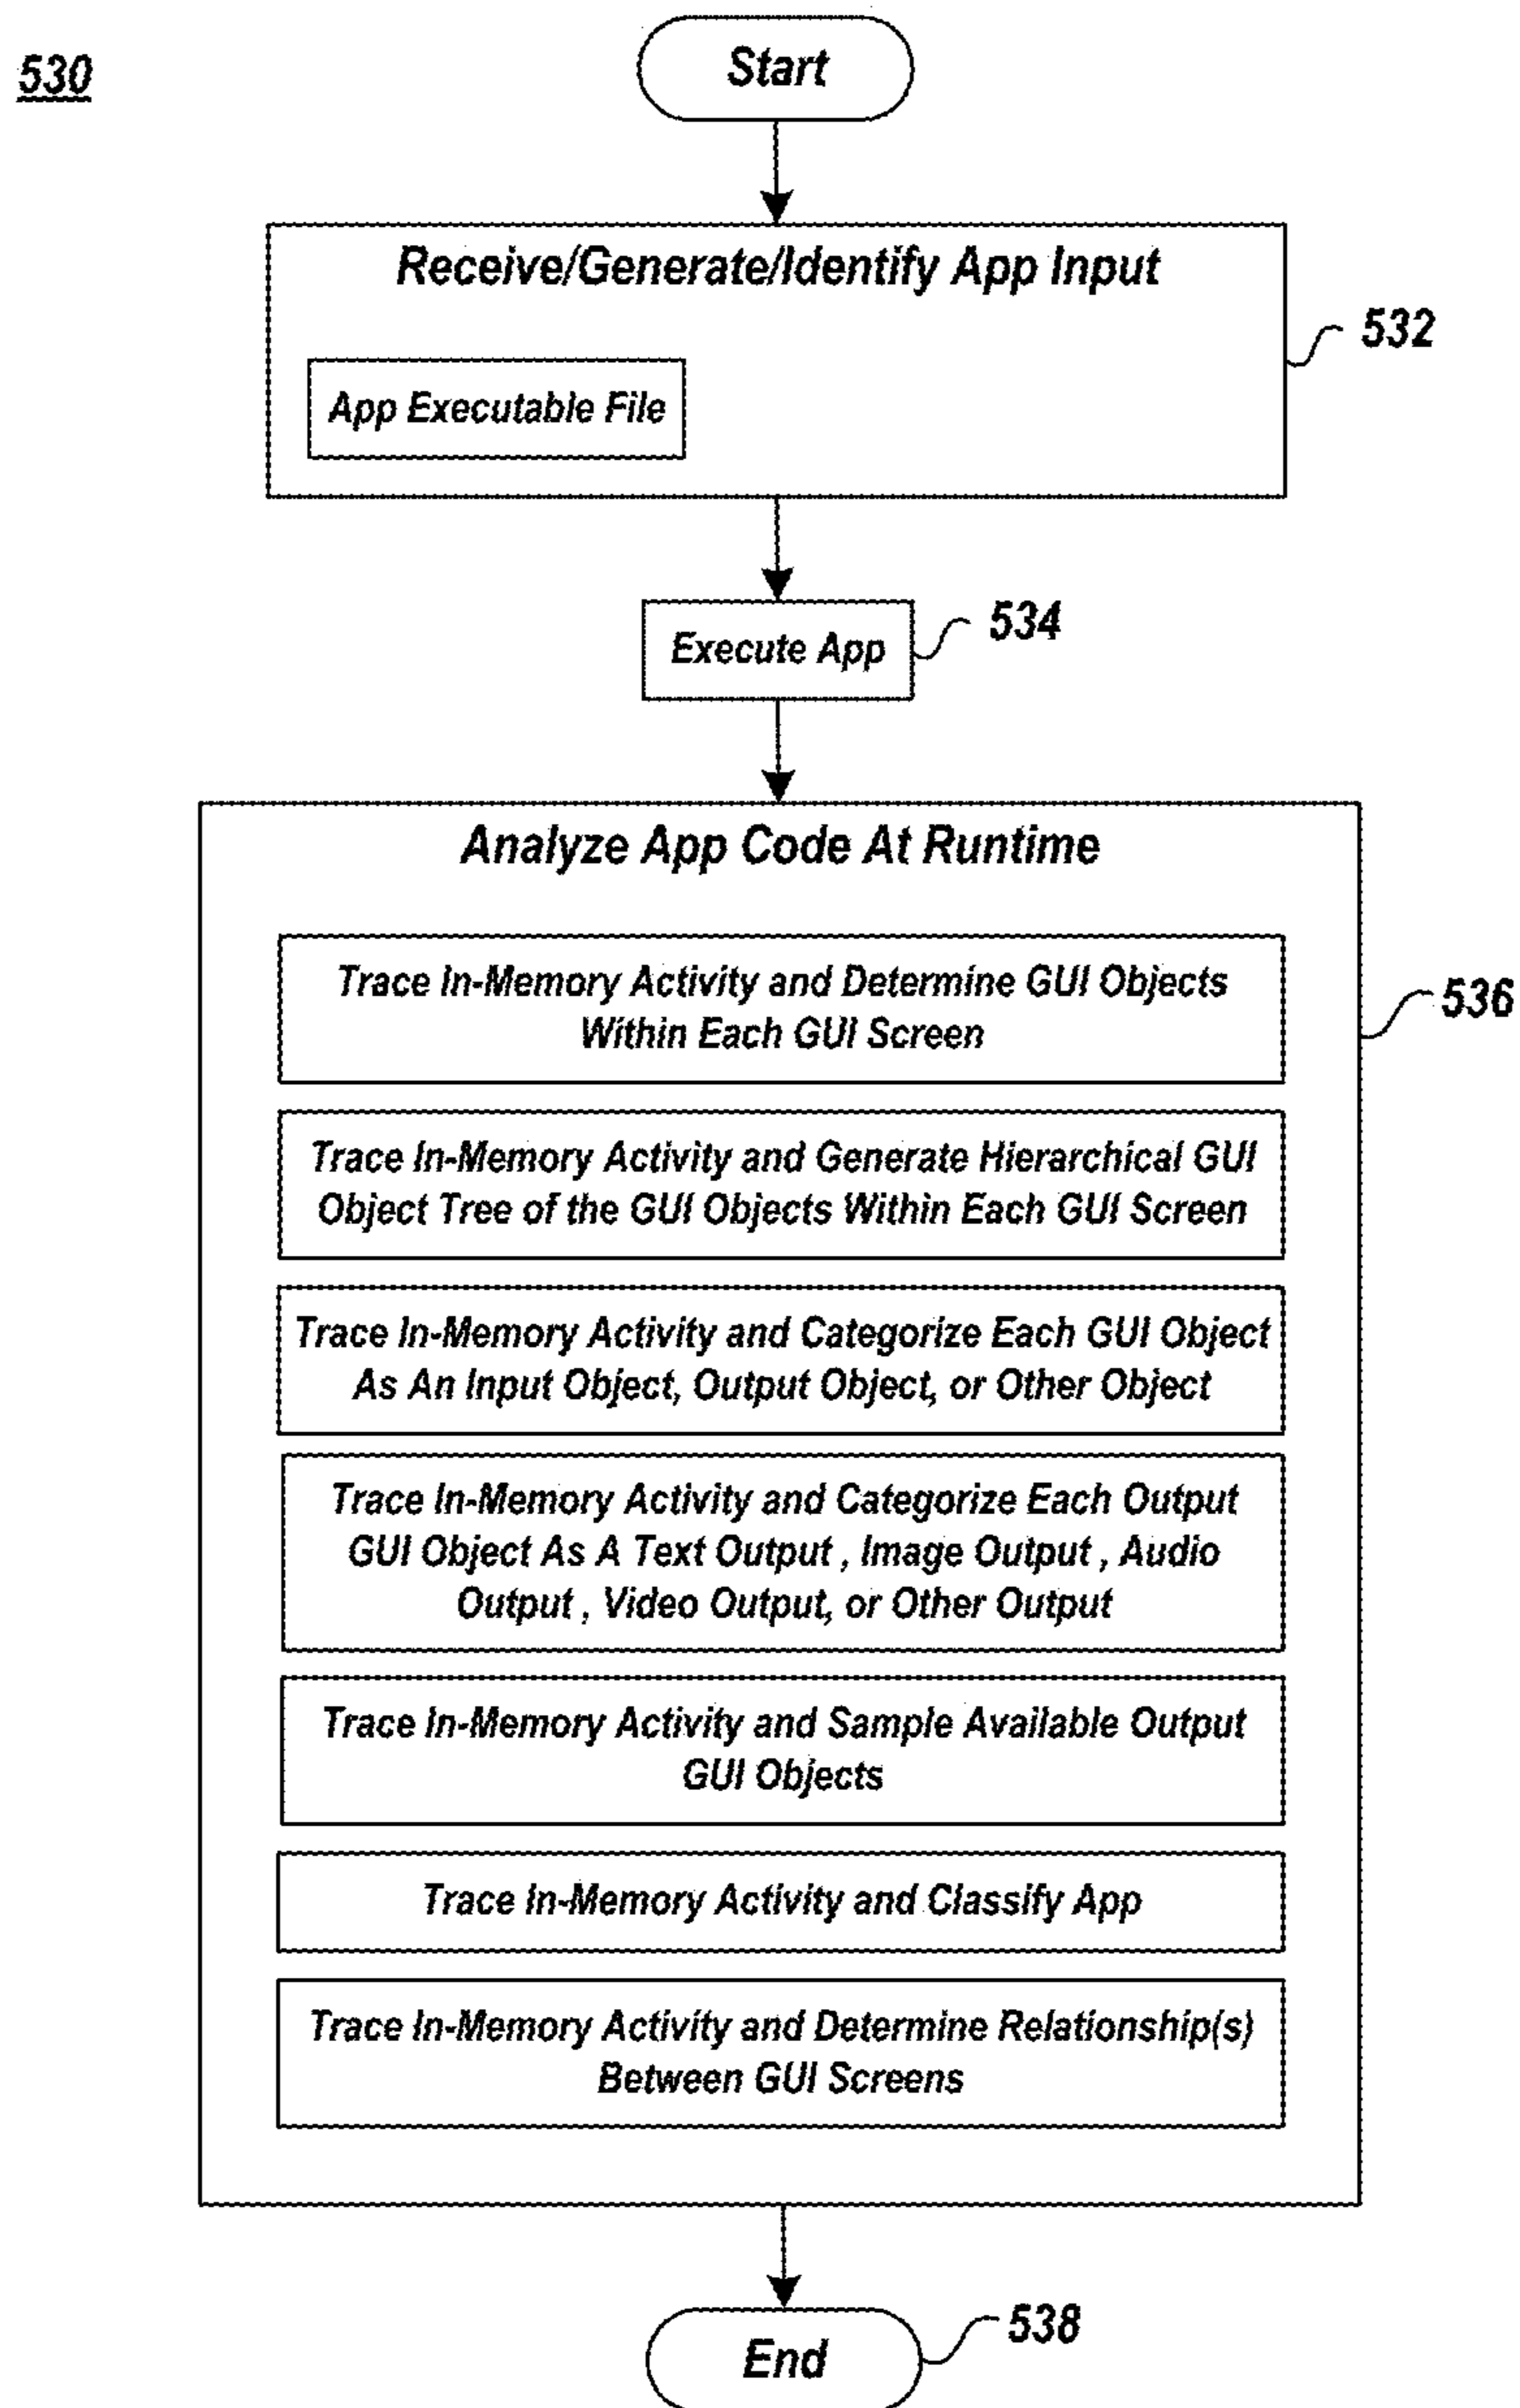 530
Start
Receive/Generate/Identify App Input
532
App Executable File
534
Execute App
Analyze App Code At Runtime
Trace In-Memory Activity and Determine GUI Objects
Within Each GUI Screen
536
Trace In-Memory Activity and Generate Hierarchical GUI
Object Tree of the GUI Objects Within Each GUI Screen
Trace In-Memory Activity and Categorize Each GUI Object
As An Input Object, Output Object, or Other Object
Trace In-Memory Activity and Categorize Each Output
GUI Object As A Text Output , Image Output , Audio
Output , Video Output, or Other Output
Trace In-Memory Activity and Sample Available Output
GUI Objects
Trace In-Memory Activity and Classify App
Trace In-Memory Activity and Determine Relationship(s)
Between GUI Screens
538
End